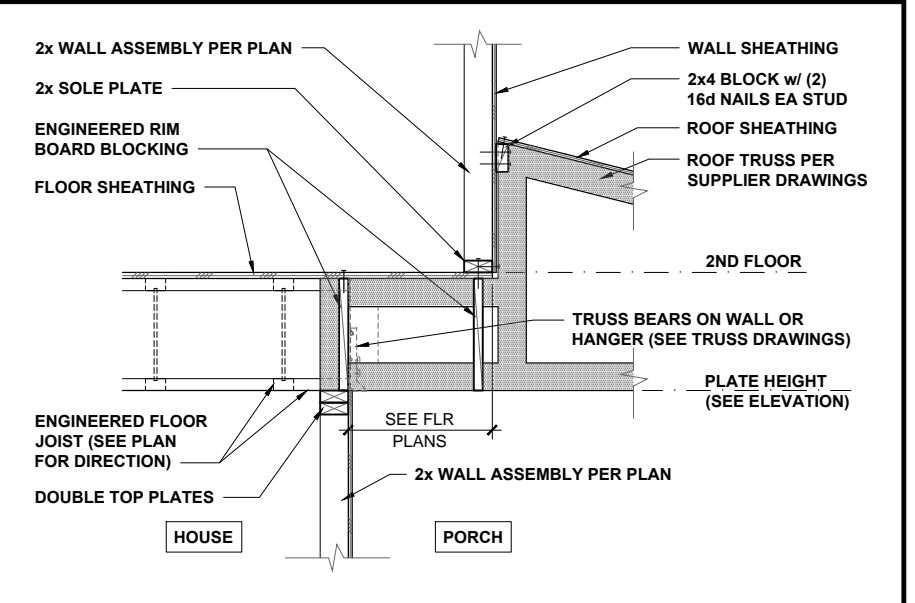 2x WALL ASSEMBLY PER PLAN
2x SOLE PLATE
ENGINEERED RIM
BOARD BLOCKING
FLOOR SHEATHING
WALL SHEATHING
2x4 BLOCK w/ (2)
16d NAILS EA STUD
ROOF SHEATHING
ROOF TRUSS PER
SUPPLIER DRAWINGS
2ND FLOOR
TRUSS BEARS ON WALL OR
HANGER (SEE TRUSS DRAWINGS)
PLATE HEIGHT
(SEE ELEVATION)
ENGINEERED FLOOR
JOIST (SEE PLAN
FOR DIRECTION)
DOUBLE TOP PLATES
SEE FLR
PLANS
2x WALL ASSEMBLY PER PLAN
HOUSE
PORCH